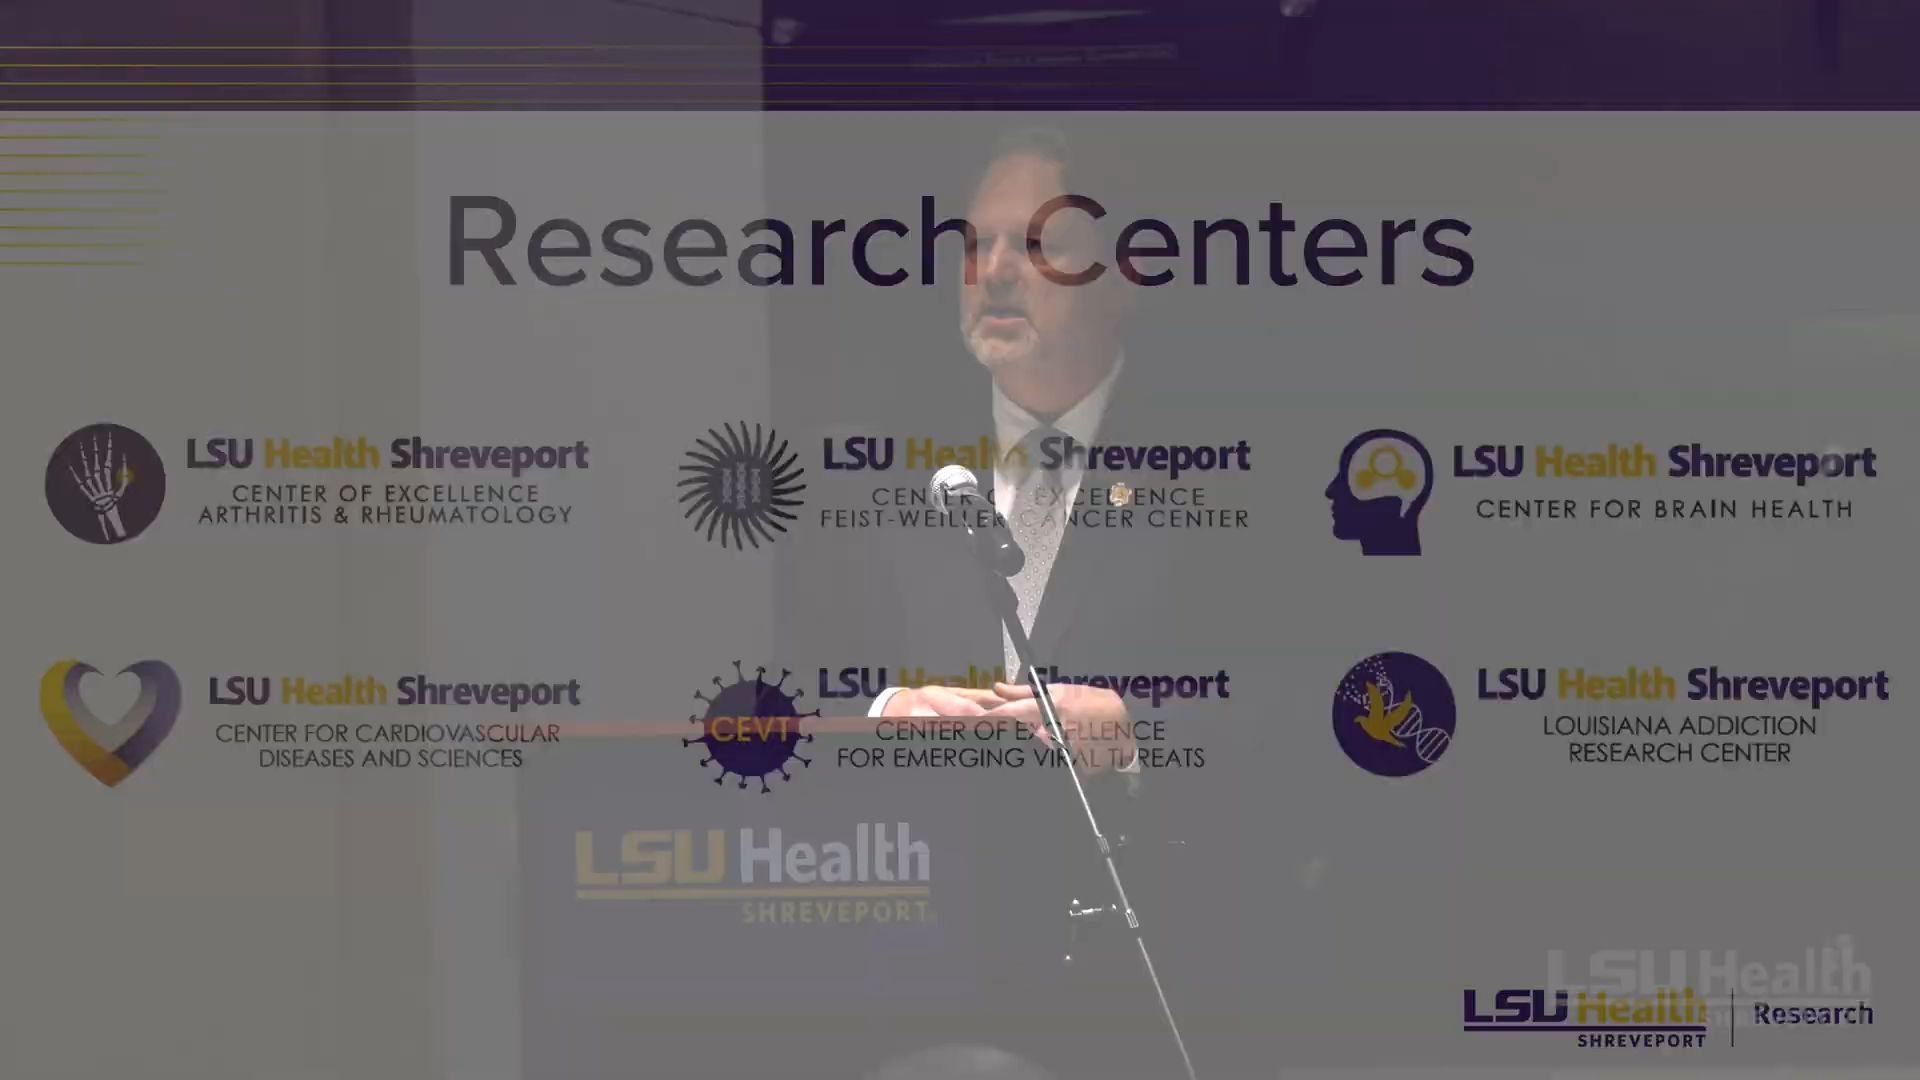 Research Centers
LSU Health Shreveport
CENTER OF EXCELLENCE
ARTHRITIS & RHEUMATOLOGY
LSU Health Shreveport
CENTER OF EXCELLENCE
FEIST-WEILLER CANCER CENTER
LSU Health Shreveport
CENTER FOR BRAIN HEALTH
LSU Health Shreveport
CENTER FOR CARDIOVASCULAR
DISEASES AND SCIENCES
CEVT
LSU Health Shreveport
CENTER OF EXCELLENCE
FOR EMERGING VIRAL THREATS
LSU Health Shreveport
LOUISIANA ADDICTION
RESEARCH CENTER
LSU Health
SHREVEPORT
LSU Health
LSU Health
SHREVEPORT
Research